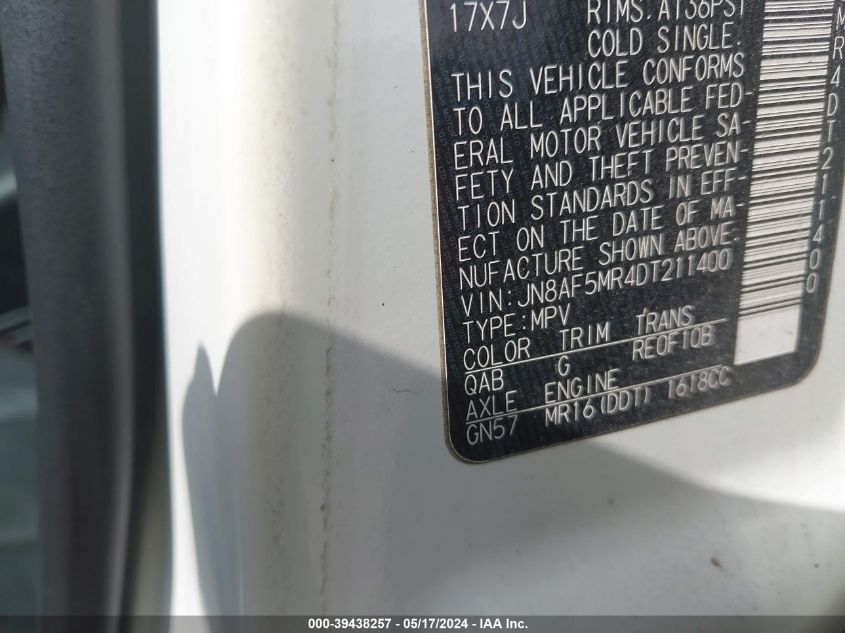 17X7J RIMS. AT36PSI
COLD SINGLE.
THIS VEHICLE CONFORMS
TO ALL APPLICABLE FED-
ERAL MOTOR VEHICLE SA-
FETY AND THEFT PREVEN-
TION STANDARDS IN EFF-
ECT ON THE DATE OF MA-
NUFACTURE SHOWN ABOVE.
VIN:JN8AF5MR4DT211400
TYPE:MPV
COLOR TRIM TRANS
QAB G RE0F10B
AXLE ENGINE
GN57 MR16(DDT) 1618CC
MR4DT211400
000-39438257 - 05/17/2024 - IAA Inc.